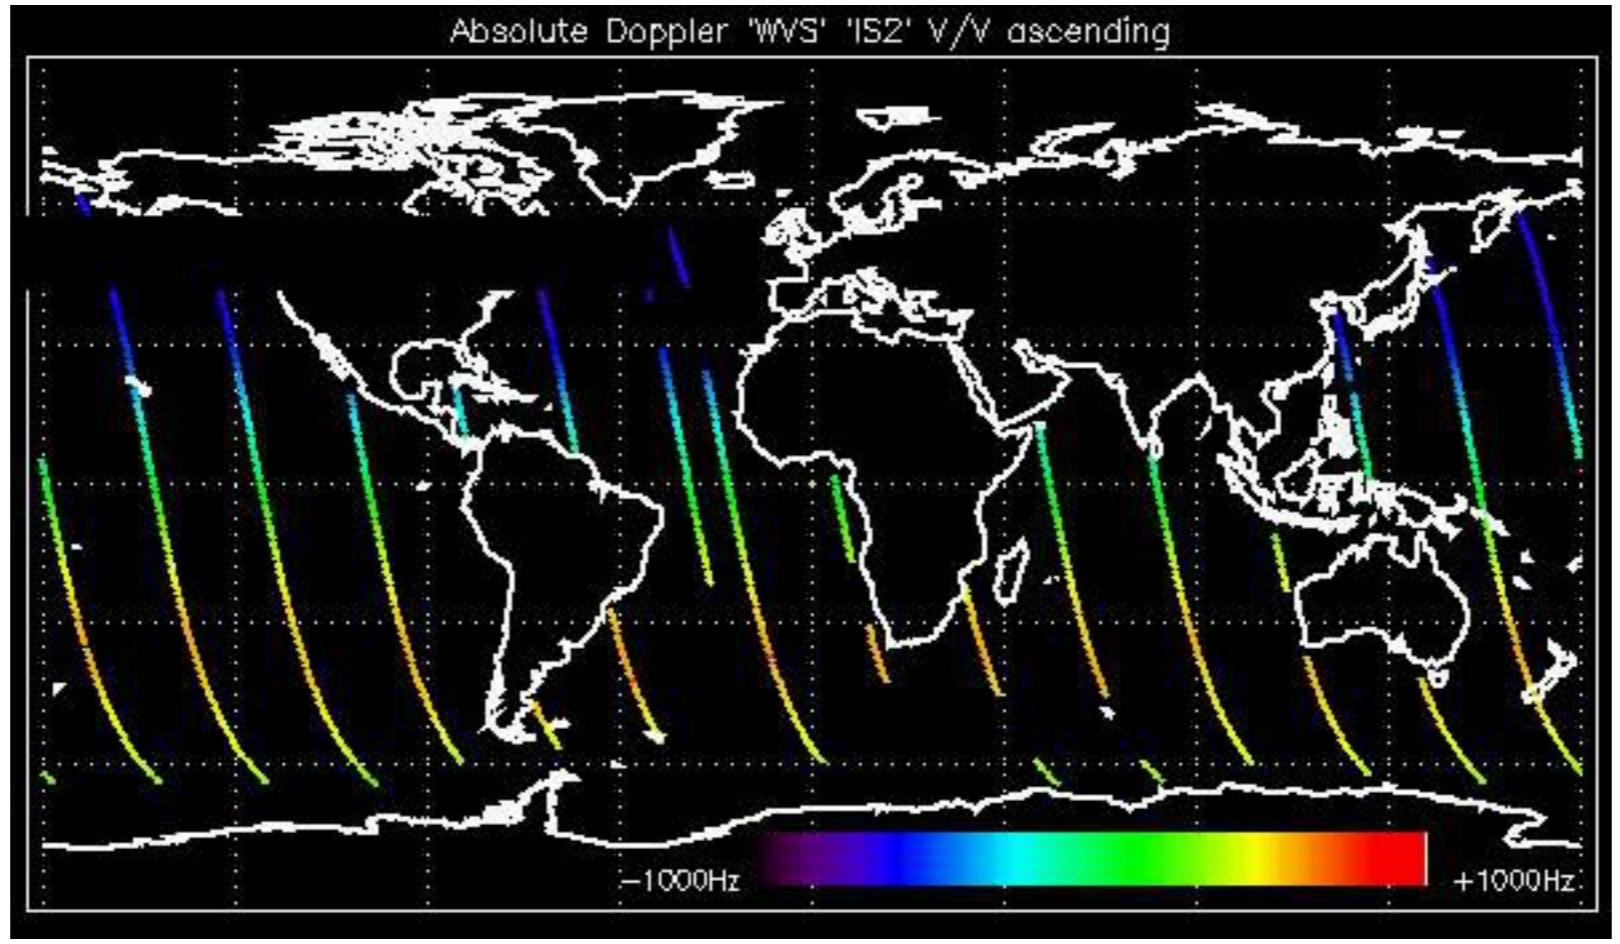 Absolute Doppler 'WVS' 'IS2' V/V ascending
−1000Hz +1000Hz